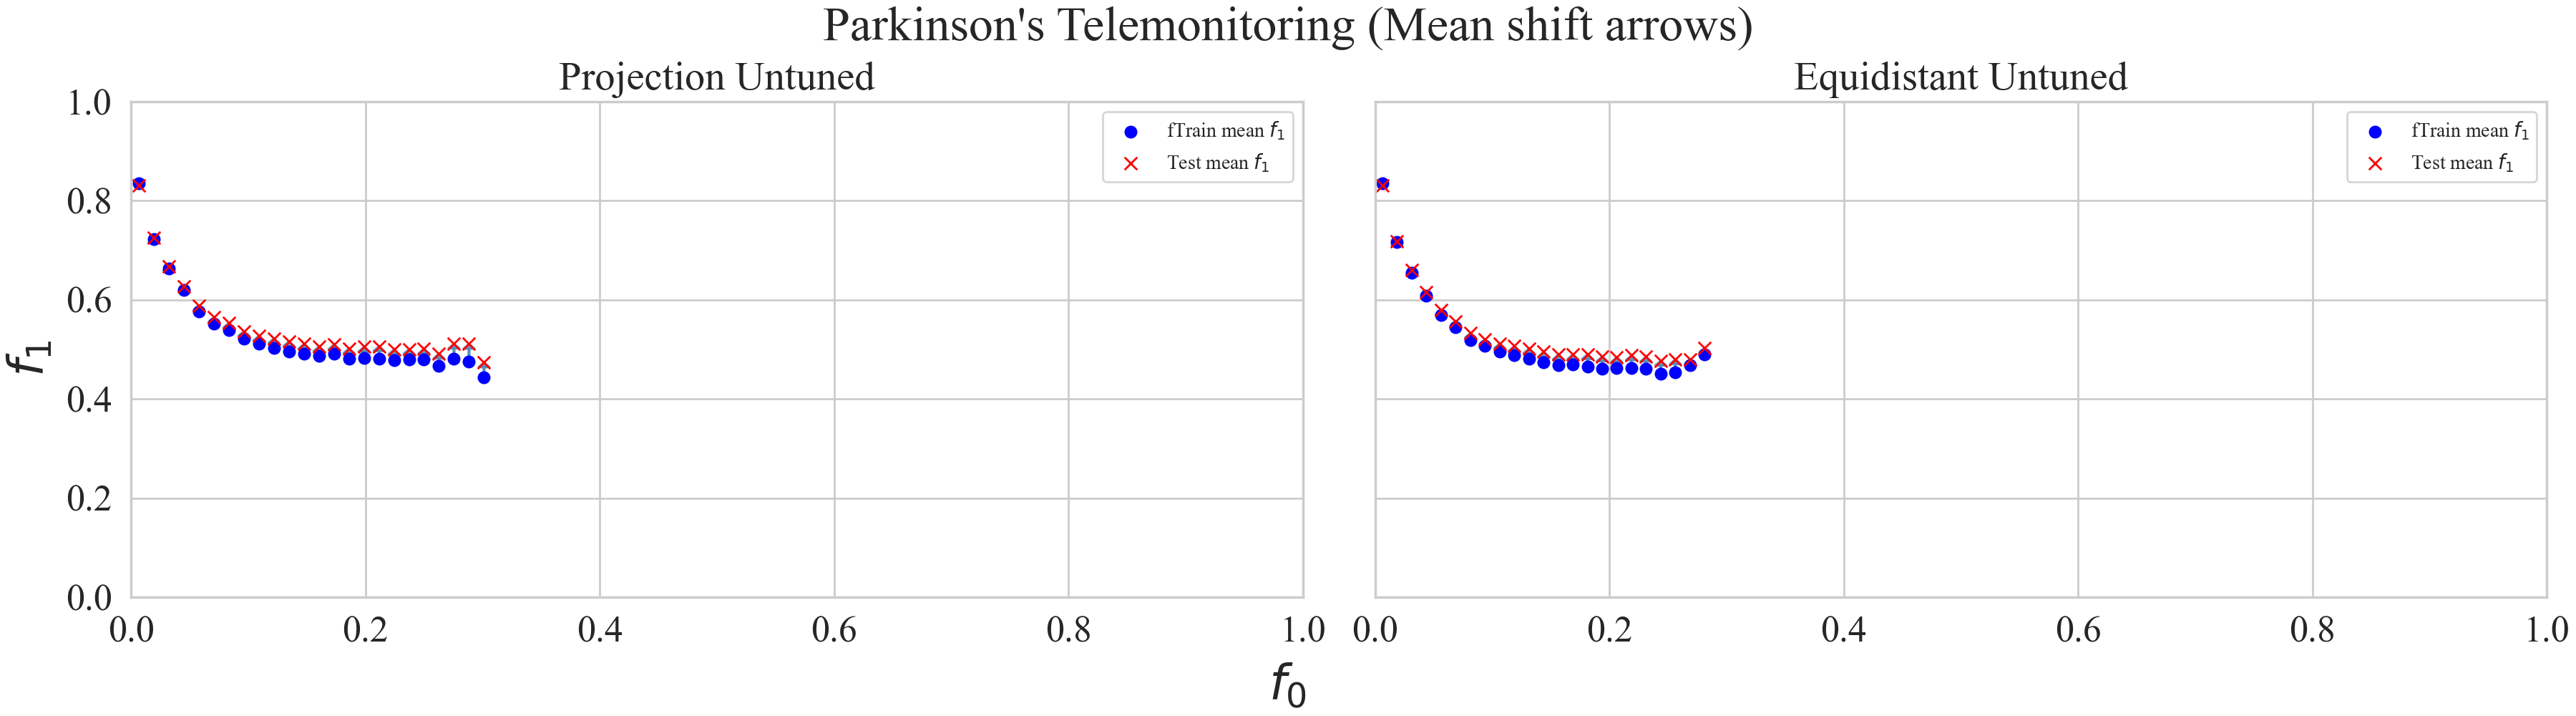 Parkinson's Telemonitoring (Mean shift arrows)
Projection Untuned
1.0
0.8
0.6
0.4
0.2
0.0
f₁
fTrain mean f₁
Test mean f₁
0.0 0.2 0.4 0.6 0.8 1.0
Equidistant Untuned
fTrain mean f₁
Test mean f₁
0.0 0.2 0.4 0.6 0.8 1.0
f₀